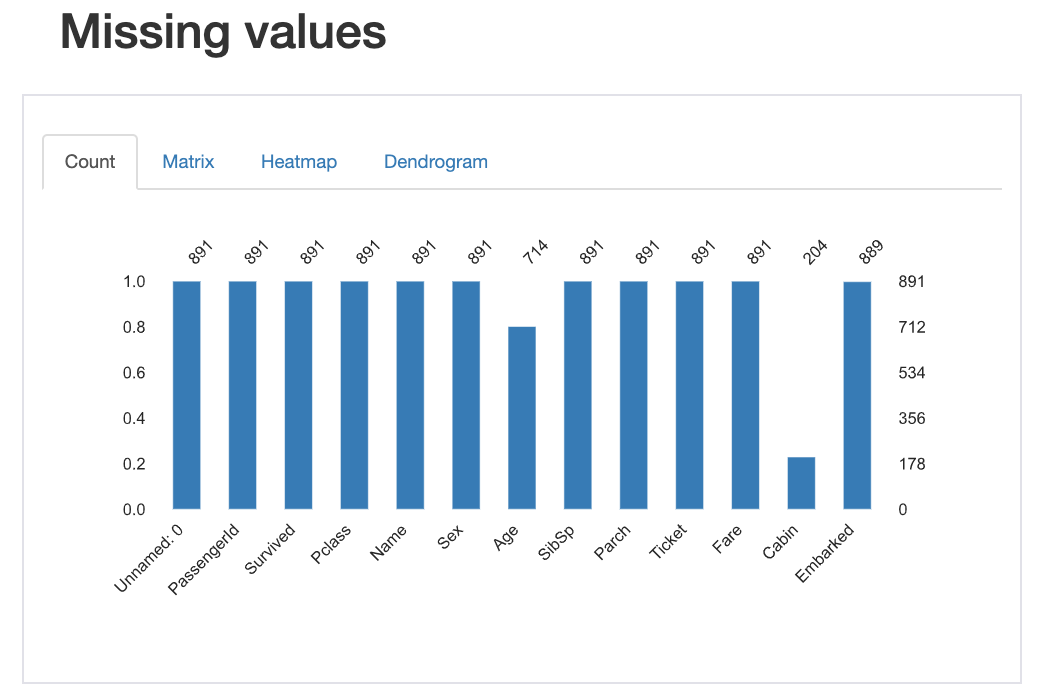 Missing values
Count Matrix Heatmap Dendrogram
891 891 891 891 891 891 714 891 891 891 891 204 889
1.0 891
0.8 712
0.6 534
0.4 356
0.2 178
0.0 0
Unnamed: 0 PassengerId Survived Pclass Name Sex Age SibSp Parch Ticket Fare Cabin Embarked